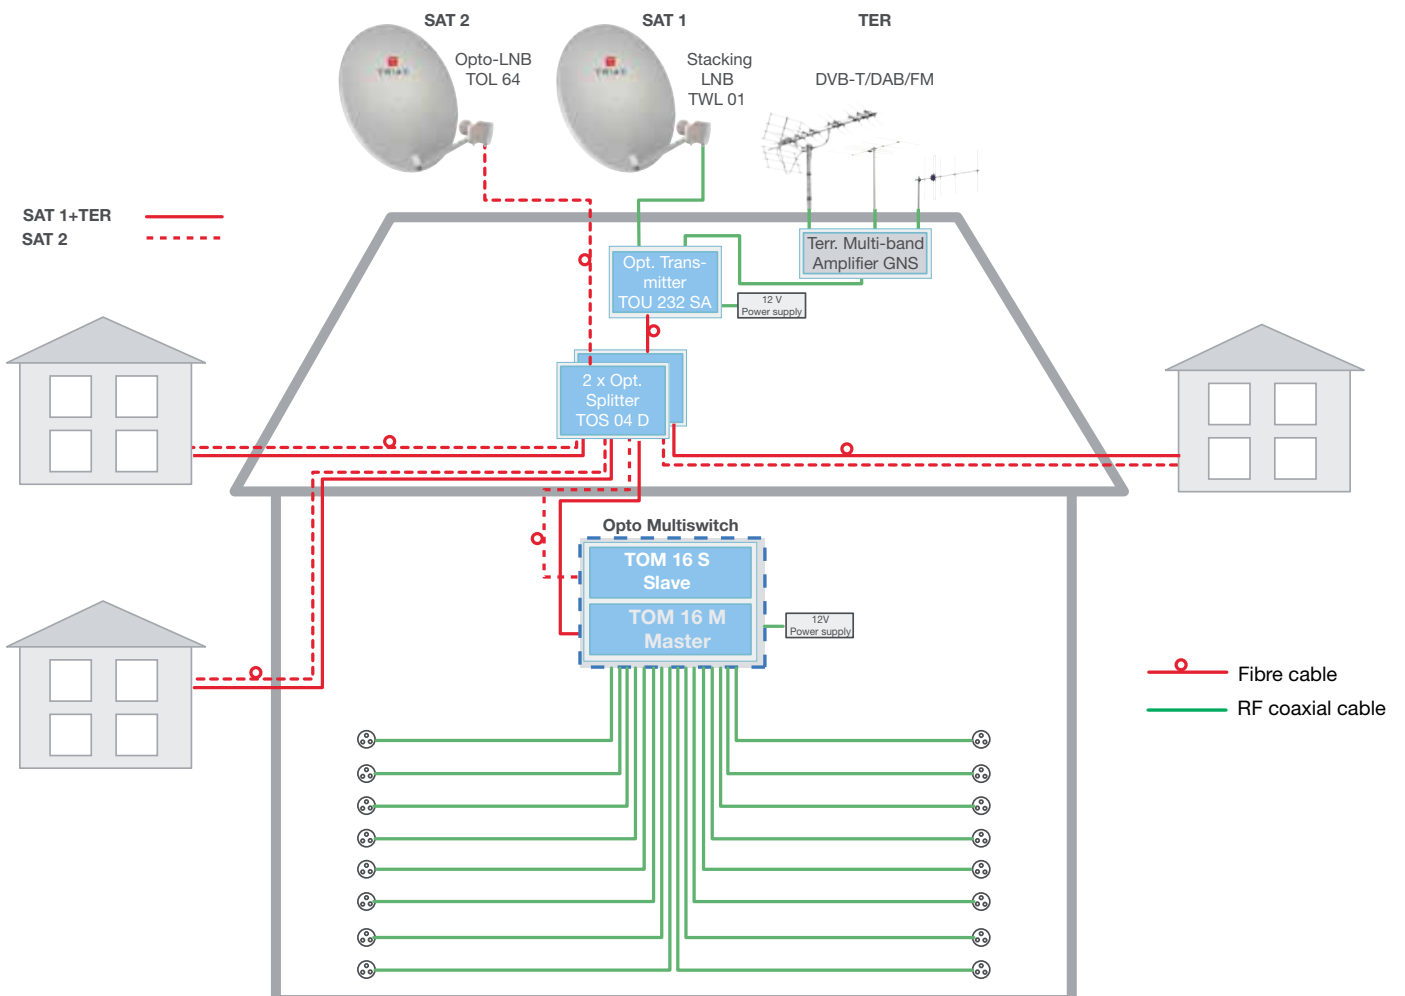 SAT 2
SAT 1
TER
Opto-LNB
TOL 64
Stacking
LNB
TWL 01
DVB-T/DAB/FM
SAT 1+TER
SAT 2
Terr. Multi-band
Amplifier GNS
Opt. Trans-
mitter
TOU 232 SA
12 V
Power supply
2 x Opt.
Splitter
TOS 04 D
Opto Multiswitch
TOM 16 S
Slave
TOM 16 M
Master
12V
Power supply
Fibre cable
RF coaxial cable